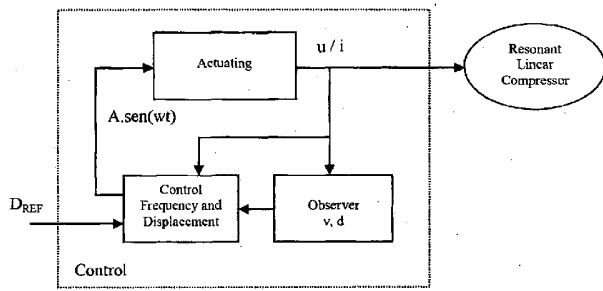 u / i
Actuating
Resonant
Linear
Compressor
A.sen(wt)
Control
Frequency and
Displacement
Observer
v, d
DREF
Control